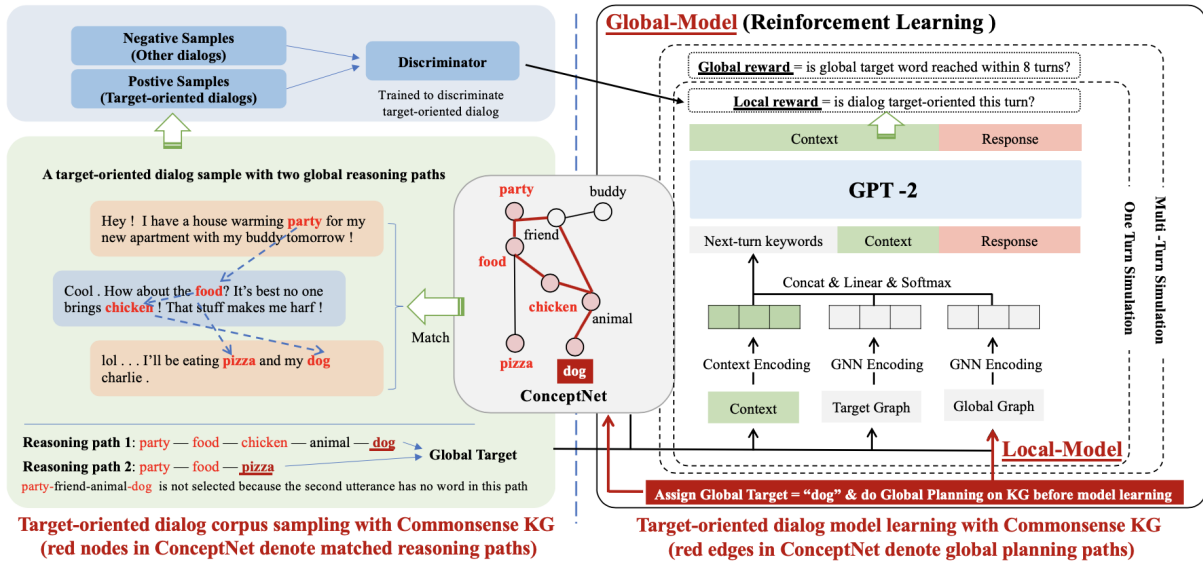 Negative Samples
(Other dialogs)
Postive Samples
(Target-oriented dialogs)
Discriminator
Trained to discriminate
target-oriented dialog
A target-oriented dialog sample with two global reasoning paths
Hey ! I have a house warming party for my
new apartment with my buddy tomorrow !
Cool . How about the food? It’s best no one
brings chicken ! That stuff makes me harf !
lol . . . I’ll be eating pizza and my dog
charlie .
Match
Reasoning path 1: party — food — chicken — animal — dog
Reasoning path 2: party — food — pizza
Global Target
party-friend-animal-dog is not selected because the second utterance has no word in this path
Target-oriented dialog corpus sampling with Commonsense KG
(red nodes in ConceptNet denote matched reasoning paths)
party
buddy
friend
food
chicken
animal
pizza
dog
ConceptNet
Global-Model (Reinforcement Learning )
Global reward = is global target word reached within 8 turns?
Local reward = is dialog target-oriented this turn?
Context
Response
GPT -2
Next-turn keywords
Context
Response
Concat & Linear & Softmax
Context Encoding
GNN Encoding
GNN Encoding
Context
Target Graph
Global Graph
One Turn Simulation
Multi -Turn Simulation
Local-Model
Assign Global Target = “dog” & do Global Planning on KG before model learning
Target-oriented dialog model learning with Commonsense KG
(red edges in ConceptNet denote global planning paths)